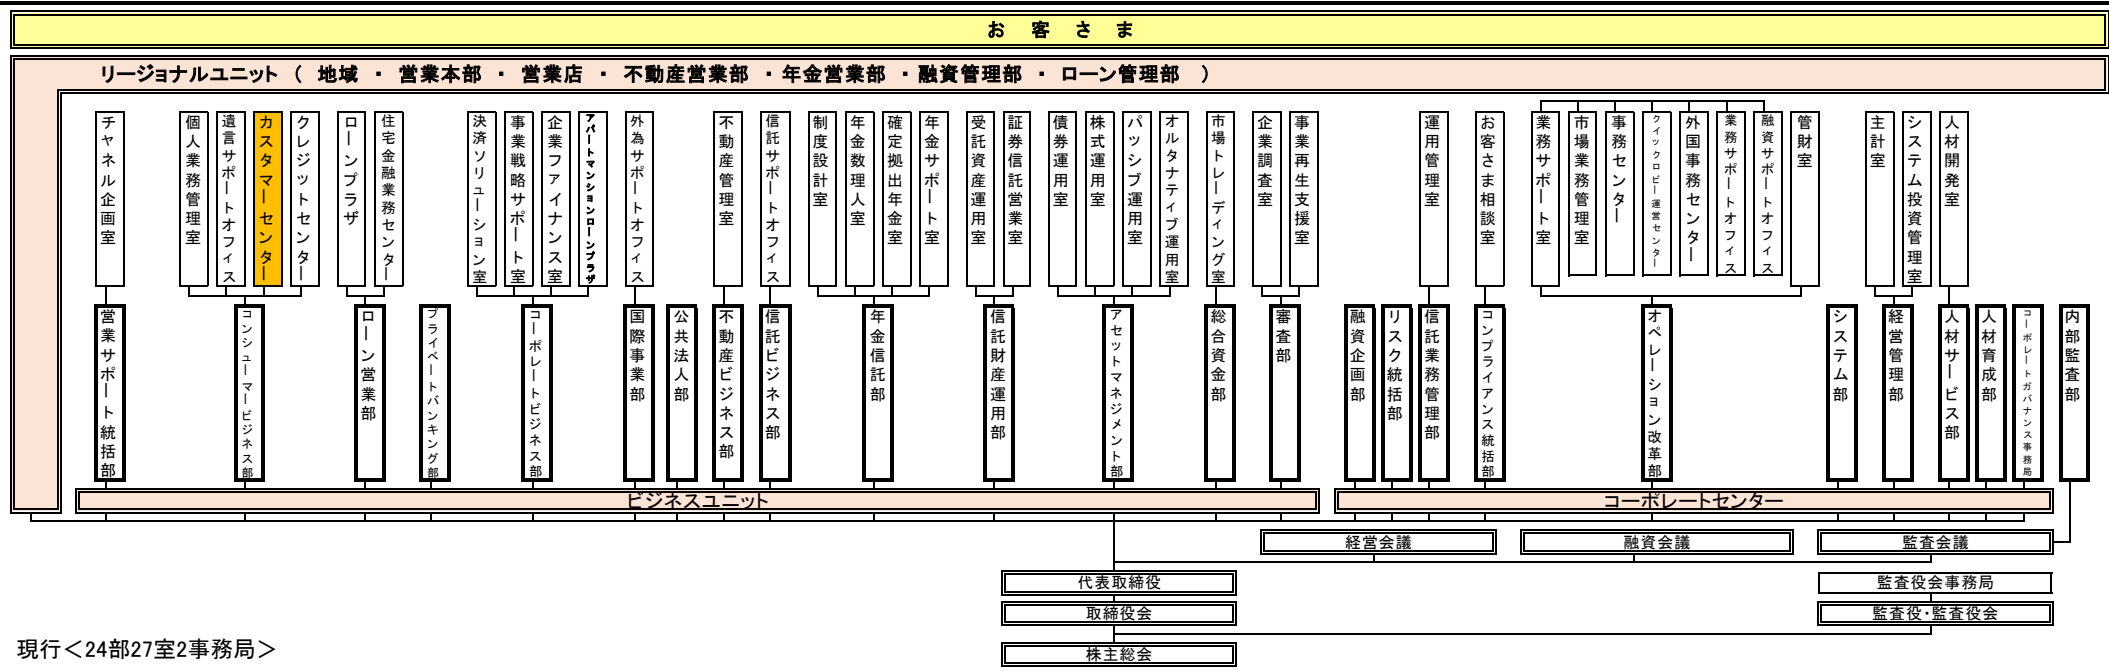 お客さま
リージョナルユニット ( 地域 ・ 営業本部 ・ 営業店 ・ 不動産営業部 ・年金営業部 ・融資管理部 ・ ローン管理部 )
チャネル企画室
個人業務管理室
遺言サポートオフィス
カスタマーセンター
クレジットセンター
ローンプラザ
住宅金融業務センター
決済ソリューション室
事業戦略サポート室
企業ファイナンス室
アパートマンションローンプラザ
外為サポートオフィス
不動産管理室
信託サポートオフィス
制度設計室
年金数理人室
確定拠出年金室
年金サポート室
受託資産運用室
証券信託営業室
債券運用室
株式運用室
パッシブ運用室
オルタナティブ運用室
市場トレーディング室
企業調査室
事業再生支援室
運用管理室
お客さま相談室
業務サポート室
市場業務管理室
事務センター
クイックロビー運営センター
外国事務センター
業務サポートオフィス
融資サポートオフィス
管財室
主計室
システム投資管理室
人材開発室
営業サポート統括部
コンシューマービジネス部
ローン営業部
プライベートバンキング部
コーポレートビジネス部
国際事業部
公共法人部
不動産ビジネス部
信託ビジネス部
年金信託部
信託財産運用部
アセットマネジメント部
総合資金部
審査部
融資企画部
リスク統括部
信託業務管理部
コンプライアンス統括部
オペレーション改革部
システム部
経営管理部
人材サービス部
人材育成部
コーポレートガバナンス事務局
内部監査部
ビジネスユニット
コーポレートセンター
経営会議
融資会議
監査会議
代表取締役
監査役会事務局
取締役会
監査役・監査役会
株主総会
現行＜24部27室2事務局＞